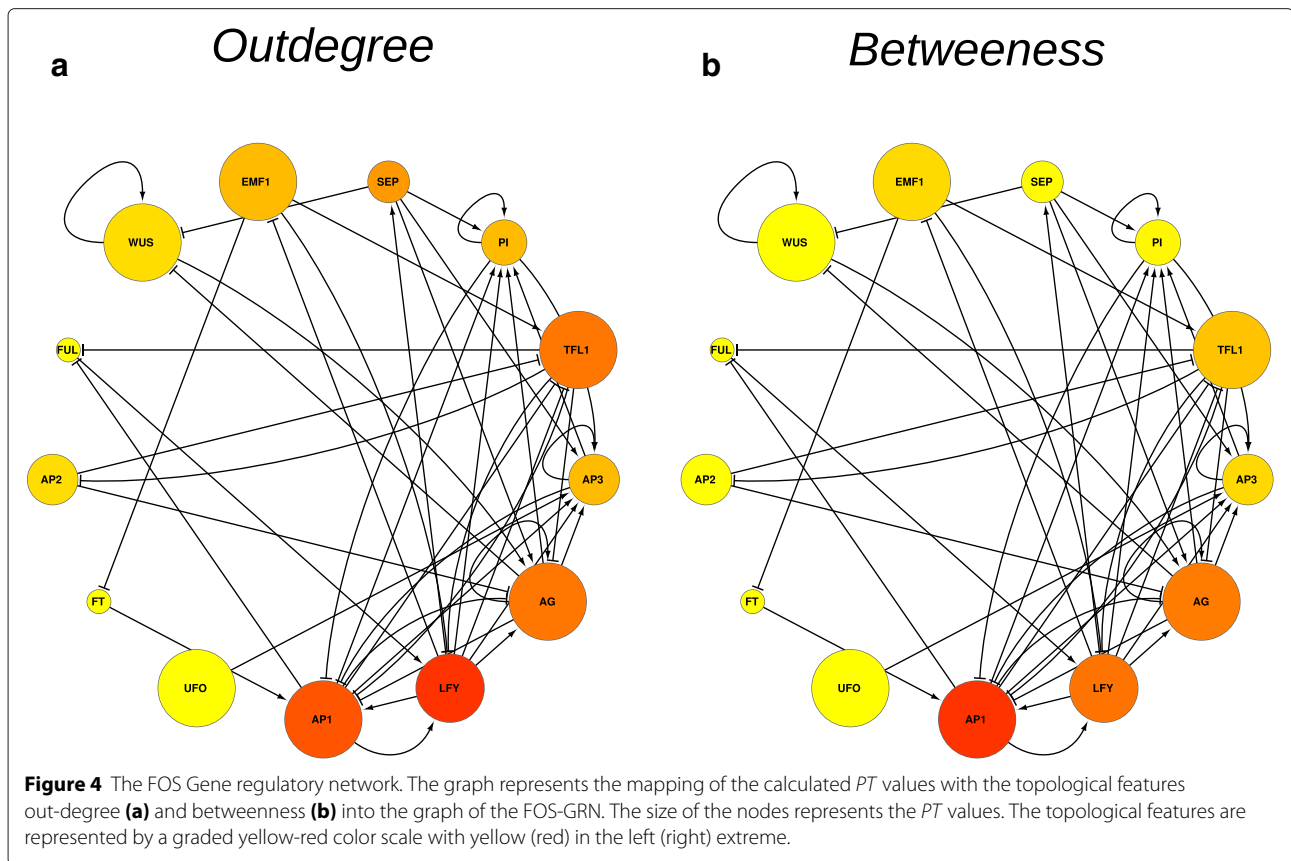 Outdegree
a
EMF1
SEP
WUS
PI
TFL1
FUL
AP2
AP3
FT
AG
UFO
LFY
AP1
Betweeness
b
EMF1
SEP
WUS
PI
TFL1
FUL
AP2
AP3
FT
AG
UFO
LFY
AP1
Figure 4 The FOS Gene regulatory network. The graph represents the mapping of the calculated PT values with the topological features
out-degree (a) and betweenness (b) into the graph of the FOS-GRN. The size of the nodes represents the PT values. The topological features are
represented by a graded yellow-red color scale with yellow (red) in the left (right) extreme.